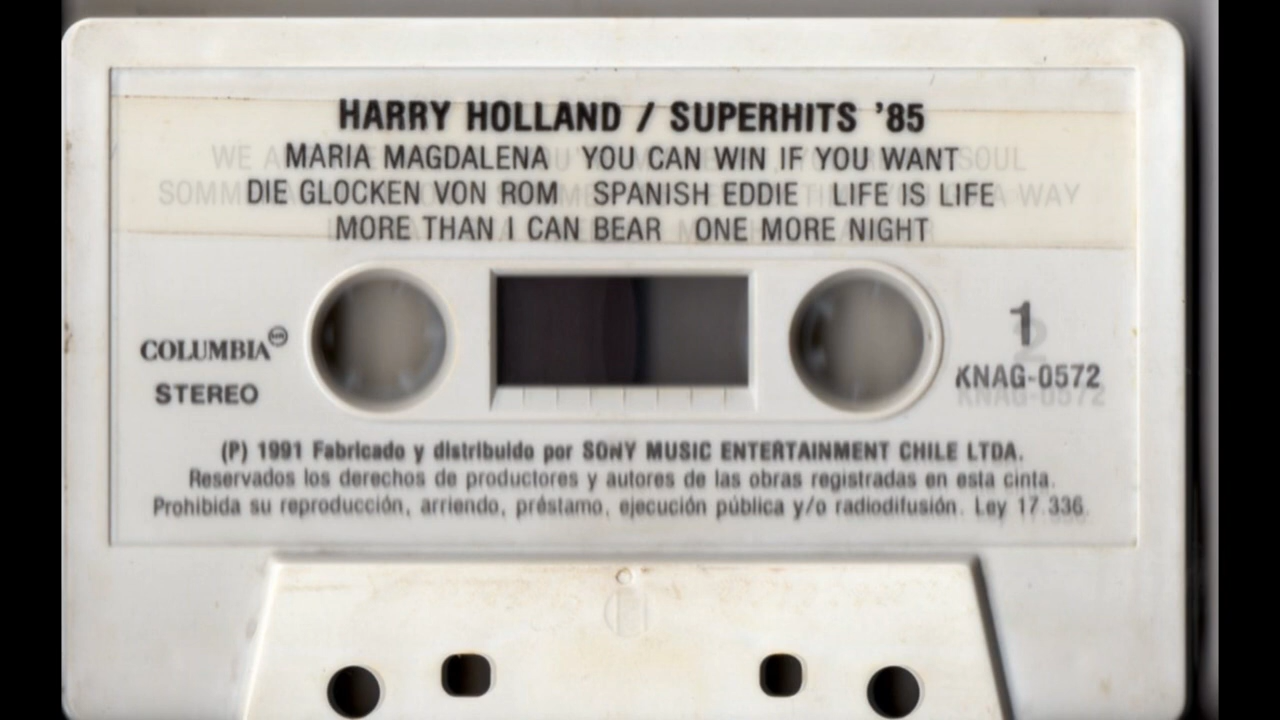 HARRY HOLLAND / SUPERHITS '85
MARIA MAGDALENA YOU CAN WIN IF YOU WANT
DIE GLOCKEN VON ROM SPANISH EDDIE LIFE IS LIFE
MORE THAN I CAN BEAR ONE MORE NIGHT
1
COLUMBIA
KNAG-0572
STEREO
(P) 1991 Fabricado y distribuido por SONY MUSIC ENTERTAINMENT CHILE LTDA.
Reservados los derechos de productores y autores de las obras registradas en esta cinta.
Prohibida su reproducción, arriendo, préstamo, ejecución pública y/o radiodifusión. Ley 17.336.